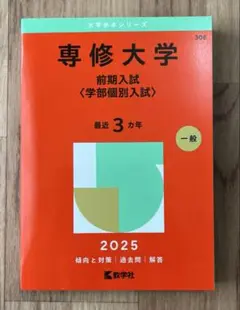 大学赤本シリーズ
308
専修大学
前期入試
〈学部個別入試〉
最近 3 カ年
一般
2025
傾向と対策｜過去問｜解答
教学社